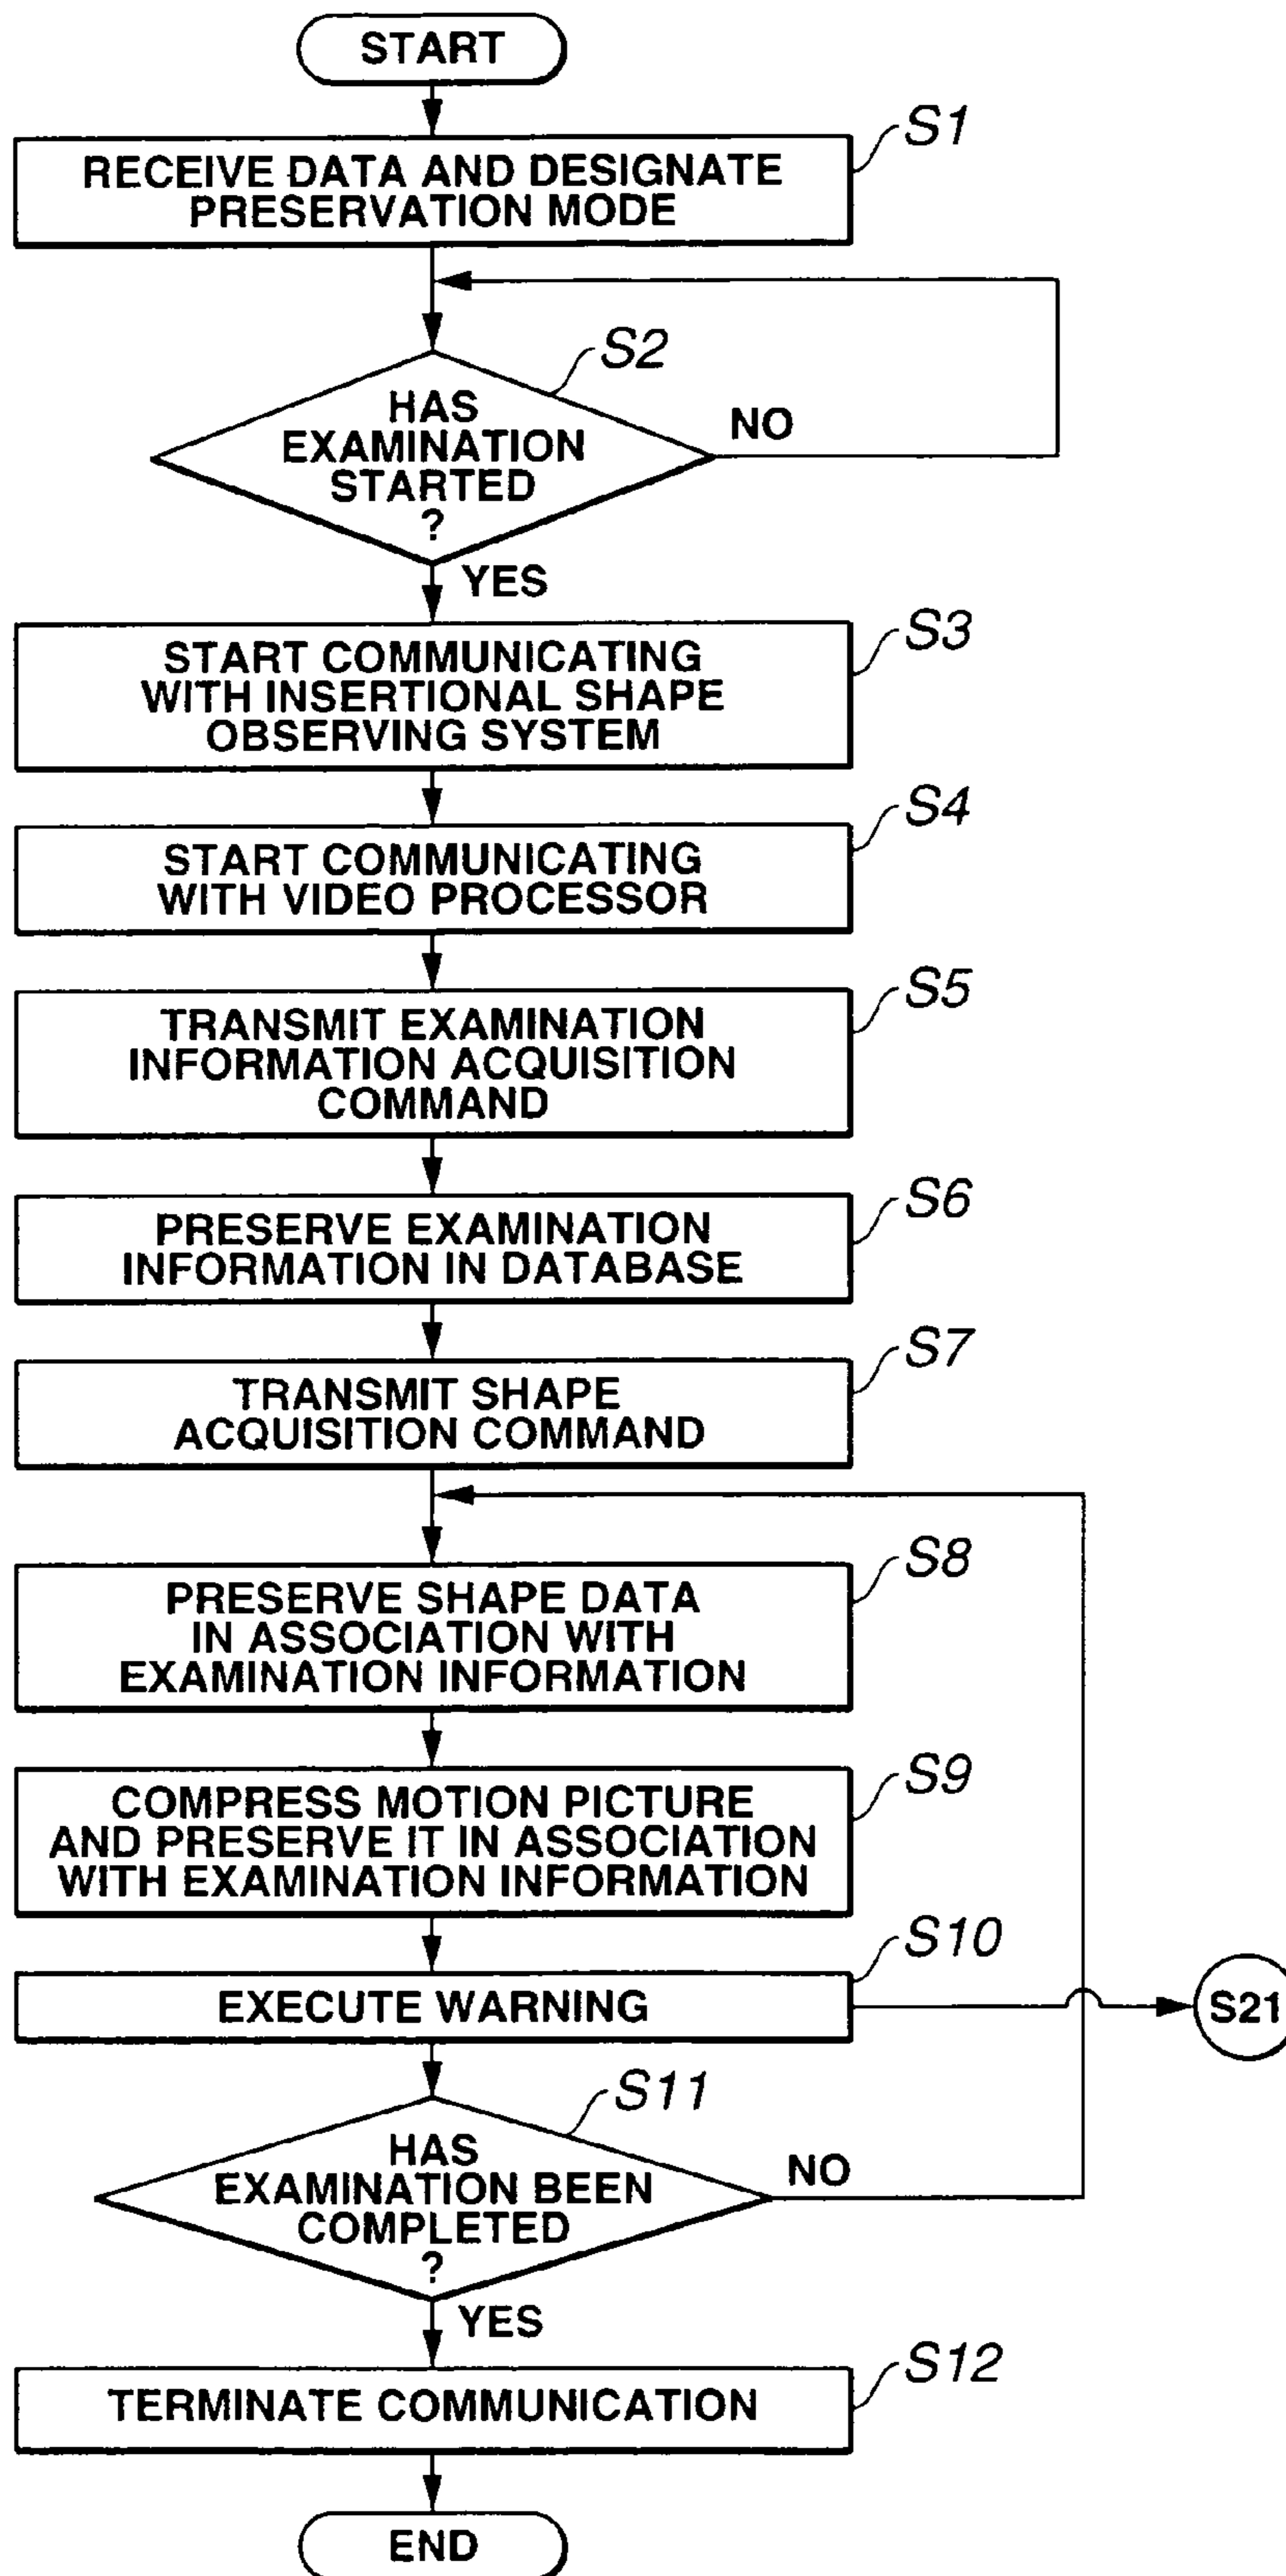 START
S1
RECEIVE DATA AND DESIGNATE
PRESERVATION MODE
S2
HAS
EXAMINATION
STARTED
?
NO
YES
S3
START COMMUNICATING
WITH INSERTIONAL SHAPE
OBSERVING SYSTEM
S4
START COMMUNICATING
WITH VIDEO PROCESSOR
S5
TRANSMIT EXAMINATION
INFORMATION ACQUISITION
COMMAND
S6
PRESERVE EXAMINATION
INFORMATION IN DATABASE
S7
TRANSMIT SHAPE
ACQUISITION COMMAND
S8
PRESERVE SHAPE DATA
IN ASSOCIATION WITH
EXAMINATION INFORMATION
S9
COMPRESS MOTION PICTURE
AND PRESERVE IT IN ASSOCIATION
WITH EXAMINATION INFORMATION
S10
EXECUTE WARNING
S21
S11
HAS
EXAMINATION BEEN
COMPLETED
?
NO
YES
S12
TERMINATE COMMUNICATION
END